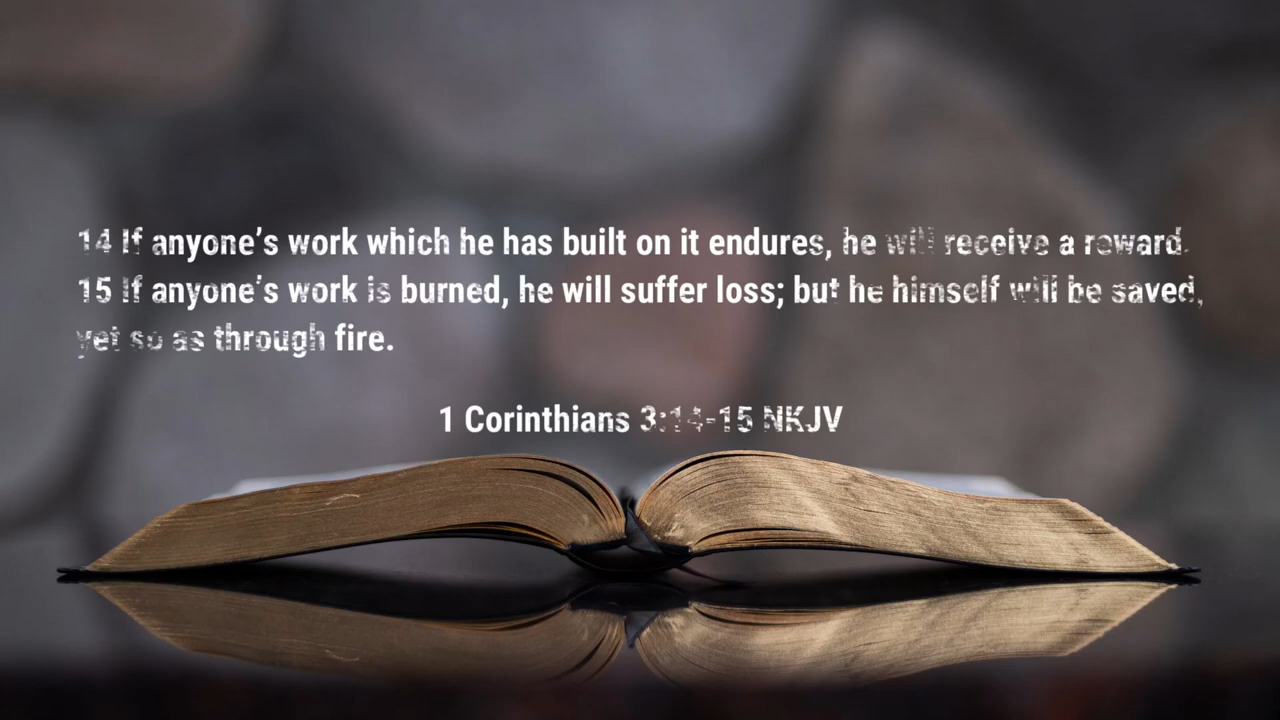 14 If anyone’s work which he has built on it endures, he will receive a reward.
15 If anyone’s work is burned, he will suffer loss; but he himself will be saved,
yet so as through fire.
1 Corinthians 3:14-15 NKJV